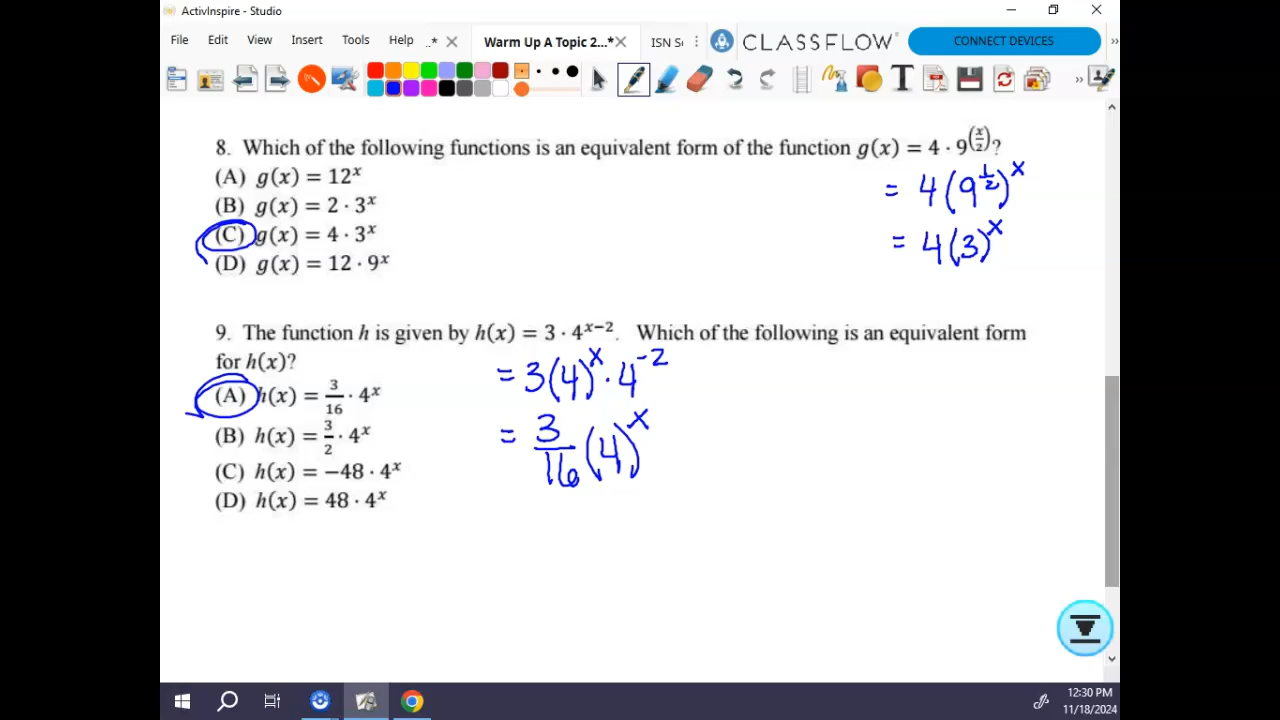 ActivInspire - Studio
File Edit View Insert Tools Help ..* Warm Up A Topic 2...* ISN Sc CLASSFLOW CONNECT DEVICES
8. Which of the following functions is an equivalent form of the function g(x) = 4 · 9^(x/2)?
(A) g(x) = 12^x
= 4(9^(1/2))^x
(B) g(x) = 2 · 3^x
(C) g(x) = 4 · 3^x
= 4(3)^x
(D) g(x) = 12 · 9^x
9. The function h is given by h(x) = 3 · 4^(x−2). Which of the following is an equivalent form
for h(x)?
= 3(4)^x · 4^(-2)
(A) h(x) = 3/16 · 4^x
(B) h(x) = 3/2 · 4^x
= 3/16 (4)^x
(C) h(x) = −48 · 4^x
(D) h(x) = 48 · 4^x
12:30 PM
11/18/2024